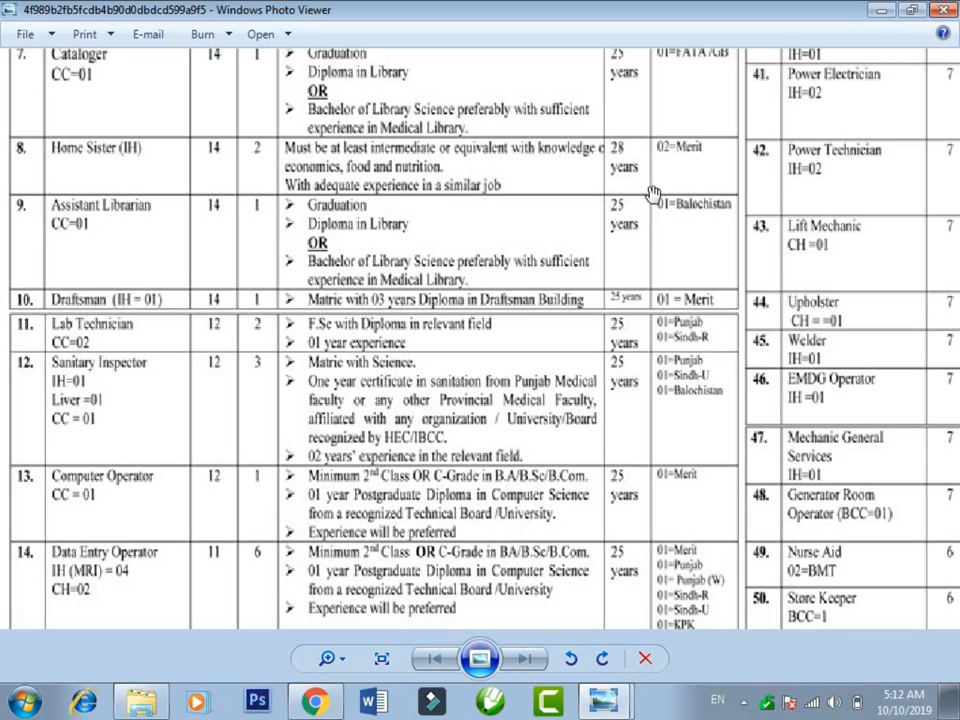 4f989b2fb5fcdb4b90d0dbdcd599a9f5 - Windows Photo Viewer
File Print E-mail Burn Open
7. Cataloger 14 1 Graduation 25 01=FATA/GB
CC=01 Diploma in Library years
OR
Bachelor of Library Science preferably with sufficient
experience in Medical Library.
8. Home Sister (IH) 14 2 Must be at least intermediate or equivalent with knowledge 28 02=Merit
economics, food and nutrition. years
With adequate experience in a similar job
9. Assistant Librarian 14 1 Graduation 25 01=Balochistan
CC=01 Diploma in Library years
OR
Bachelor of Library Science preferably with sufficient
experience in Medical Library.
10. Draftsman (IH = 01) 14 1 Matric with 03 years Diploma in Draftsman Building 25 years 01 = Merit
11. Lab Technician 12 2 F.Sc with Diploma in relevant field 25 01=Punjab
CC=02 01 year experience years 01=Sindh-R
12. Sanitary Inspector 12 3 Matric with Science. 25 01=Punjab
IH=01 One year certificate in sanitation from Punjab Medical years 01=Sindh-U
Liver =01 faculty or any other Provincial Medical Faculty, 01=Balochistan
CC = 01 affiliated with any organization / University/Board
recognized by HEC/IBCC.
02 years' experience in the relevant field.
13. Computer Operator 12 1 Minimum 2nd Class OR C-Grade in B.A/B.Sc/B.Com. 25 01=Merit
CC = 01 01 year Postgraduate Diploma in Computer Science years
from a recognized Technical Board /University.
Experience will be preferred
14. Data Entry Operator 11 6 Minimum 2nd Class OR C-Grade in BA/B.Sc/B.Com. 25 01=Merit
IH (MRI) = 04 01 year Postgraduate Diploma in Computer Science years 01=Punjab
CH=02 from a recognized Technical Board /University 01= Punjab (W)
Experience will be preferred 01=Sindh-R
01=Sindh-U
01=KPK
IH=01
41. Power Electrician 7
IH=02
42. Power Technician 7
IH=02
43. Lift Mechanic 7
CH =01
44. Upholster 7
CH = =01
45. Welder 7
IH=01
46. EMDG Operator 7
IH =01
47. Mechanic General 7
Services
IH=01
48. Generator Room 7
Operator (BCC=01)
49. Nurse Aid 6
02=BMT
50. Store Keeper 6
BCC=1
Ps
EN
5:12 AM
10/10/2019